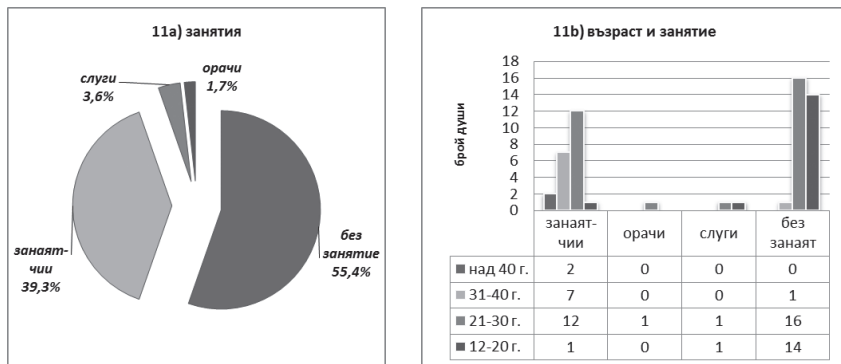 11a) занятия
слуги
3,6%
орачи
1,7%
занаят-
чии
39,3%
без
занятие
55,4%
11b) възраст и занятие
брой души
18
16
14
12
10
8
6
4
2
0
занаят-
чии орачи слуги без
занаят
над 40 г. 2 0 0 0
31-40 г. 7 0 0 1
21-30 г. 12 1 1 16
12-20 г. 1 0 1 14